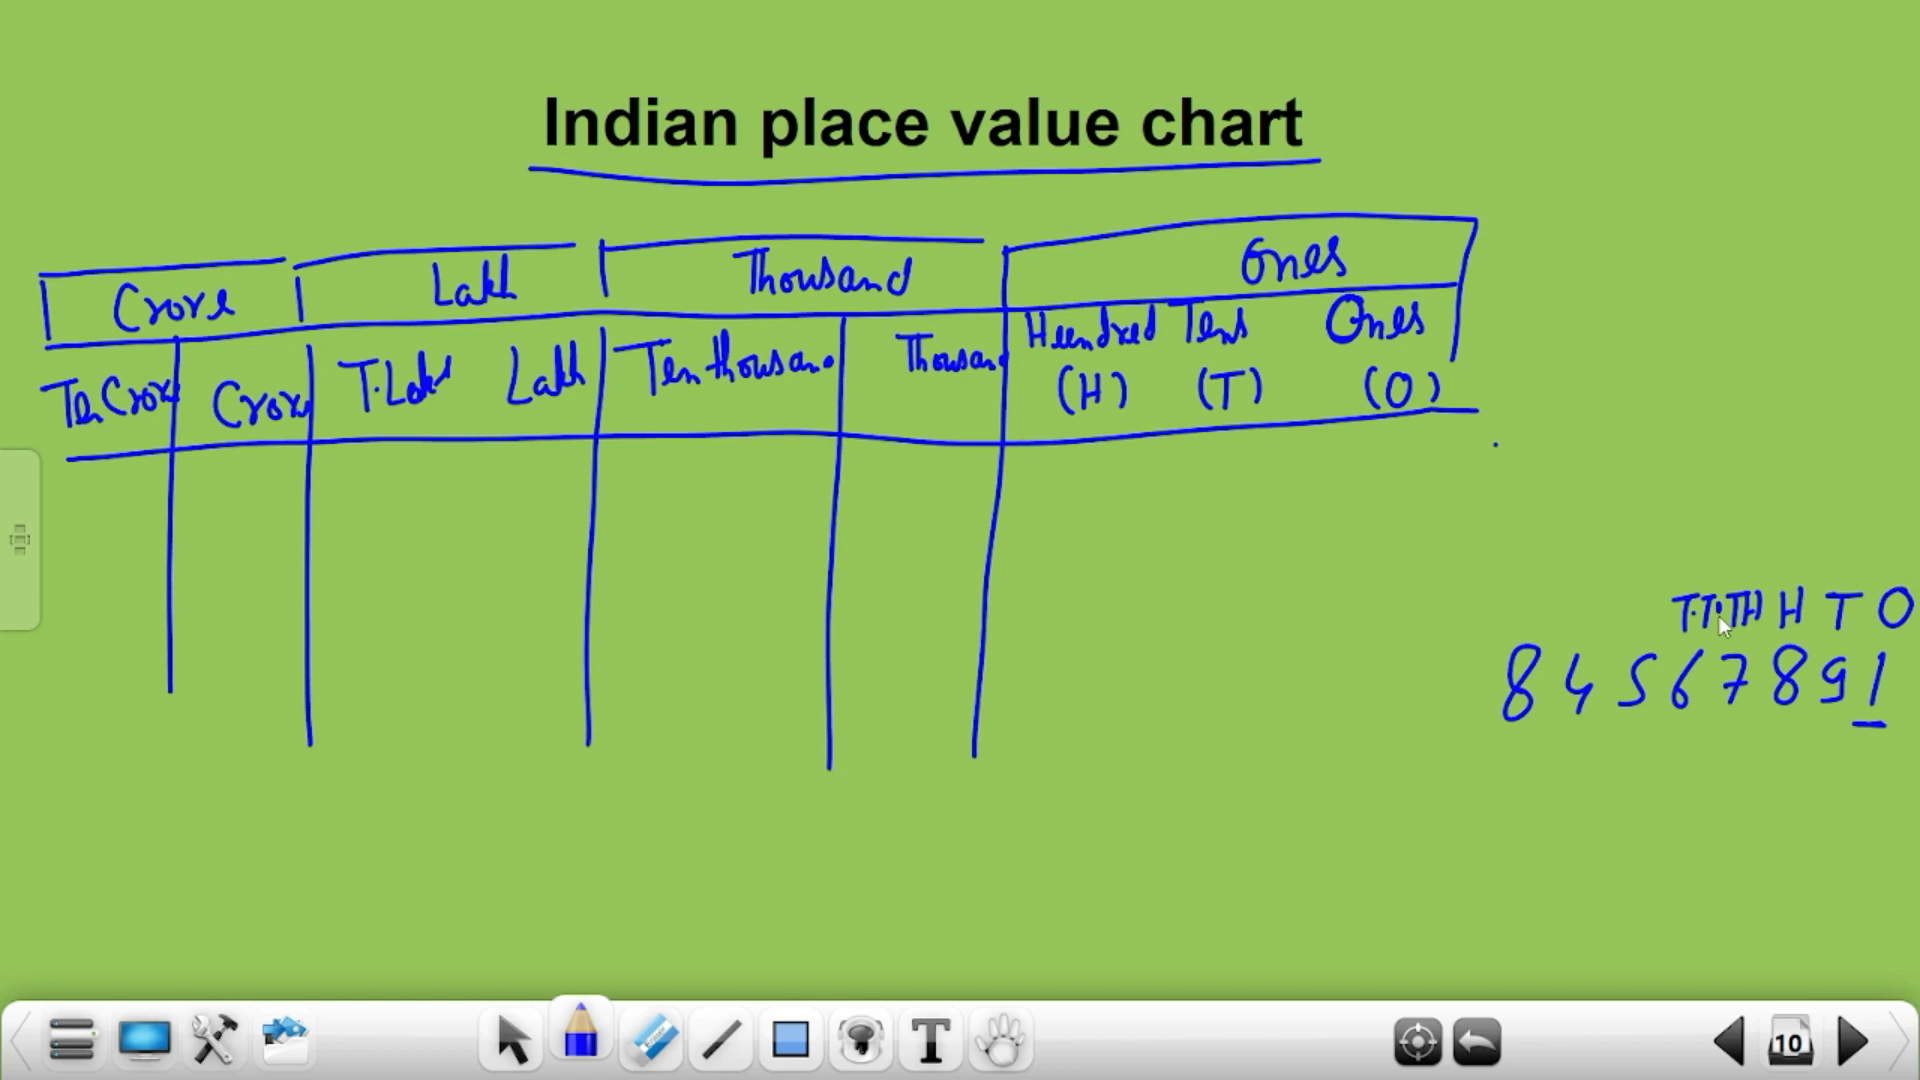 Indian place value chart
Crore Lakh Thousand Ones
Ten Crore Crore T.Lakh Lakh Ten thousand Thousand Heendred Tens Ones
(H) (T) (O)
T.T. TH H T O
8 4 5 6 7 8 9 1
10